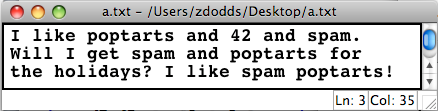 a.txt – /Users/zdodds/Desktop/a.txt
I like poptarts and 42 and spam.
Will I get spam and poptarts for
the holidays? I like spam poptarts!
Ln: 3 Col: 35